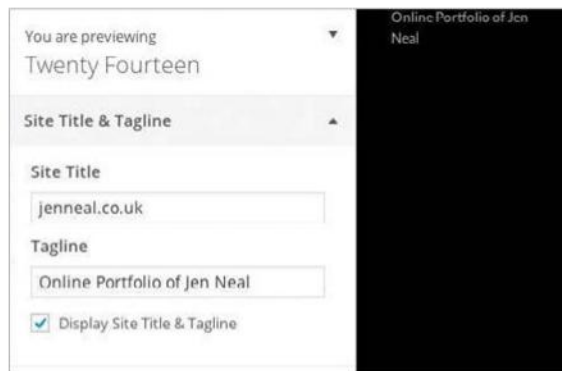 You are previewing
Twenty Fourteen
Site Title & Tagline
Site Title
jenneal.co.uk
Tagline
Online Portfolio of Jen Neal
Display Site Title & Tagline
Online Portfolio of Jen
Neal